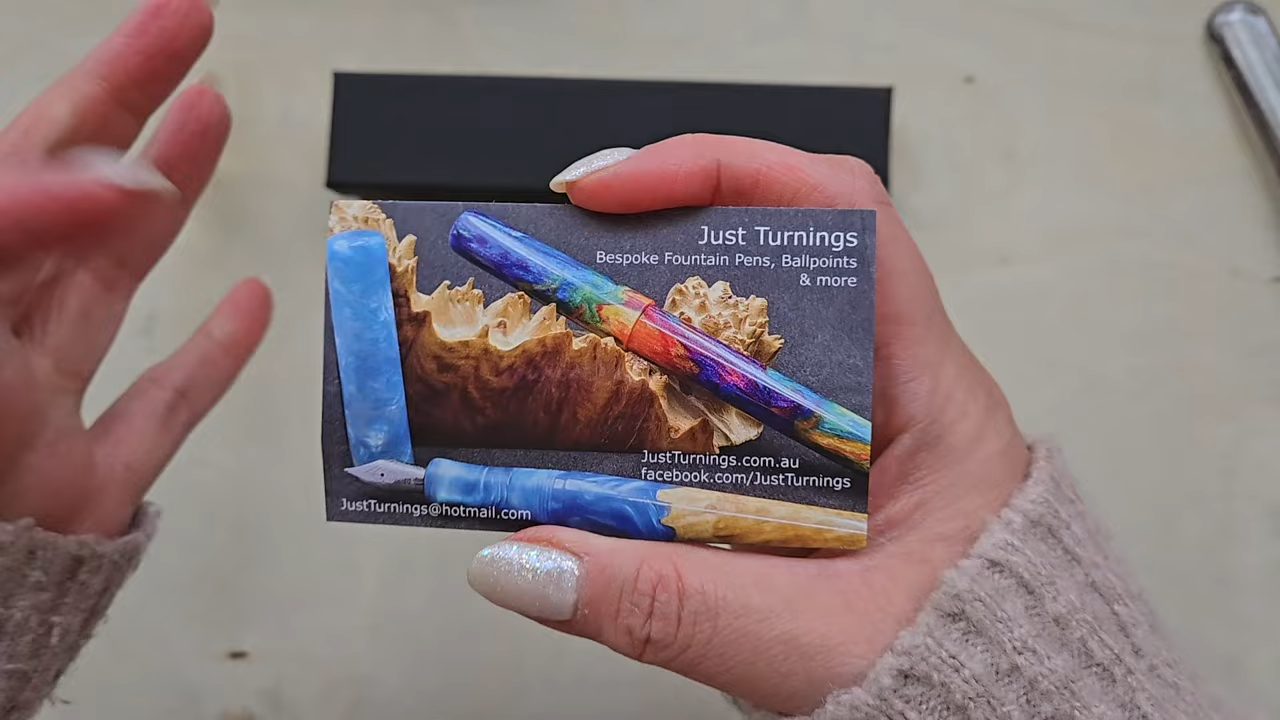 Just Turnings
Bespoke Fountain Pens, Ballpoints
& more
JustTurnings.com.au
facebook.com/JustTurnings
JustTurnings@hotmail.com